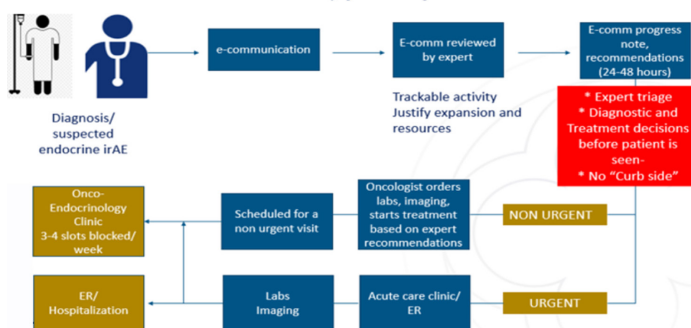 e-communication
E-comm reviewed
by expert
E-comm progress
note,
recommendations
(24-48 hours)
Diagnosis/
suspected
endocrine irAE
Trackable activity
Justify expansion and
resources
* Expert triage
* Diagnostic and
Treatment decisions
before patient is
seen-
* No “Curb side”
Onco-
Endocrinology
Clinic
3-4 slots blocked/
week
Scheduled for a
non urgent visit
Oncologist orders
labs, imaging,
starts treatment
based on expert
recommendations
NON URGENT
ER/
Hospitalization
Labs
Imaging
Acute care clinic/
ER
URGENT